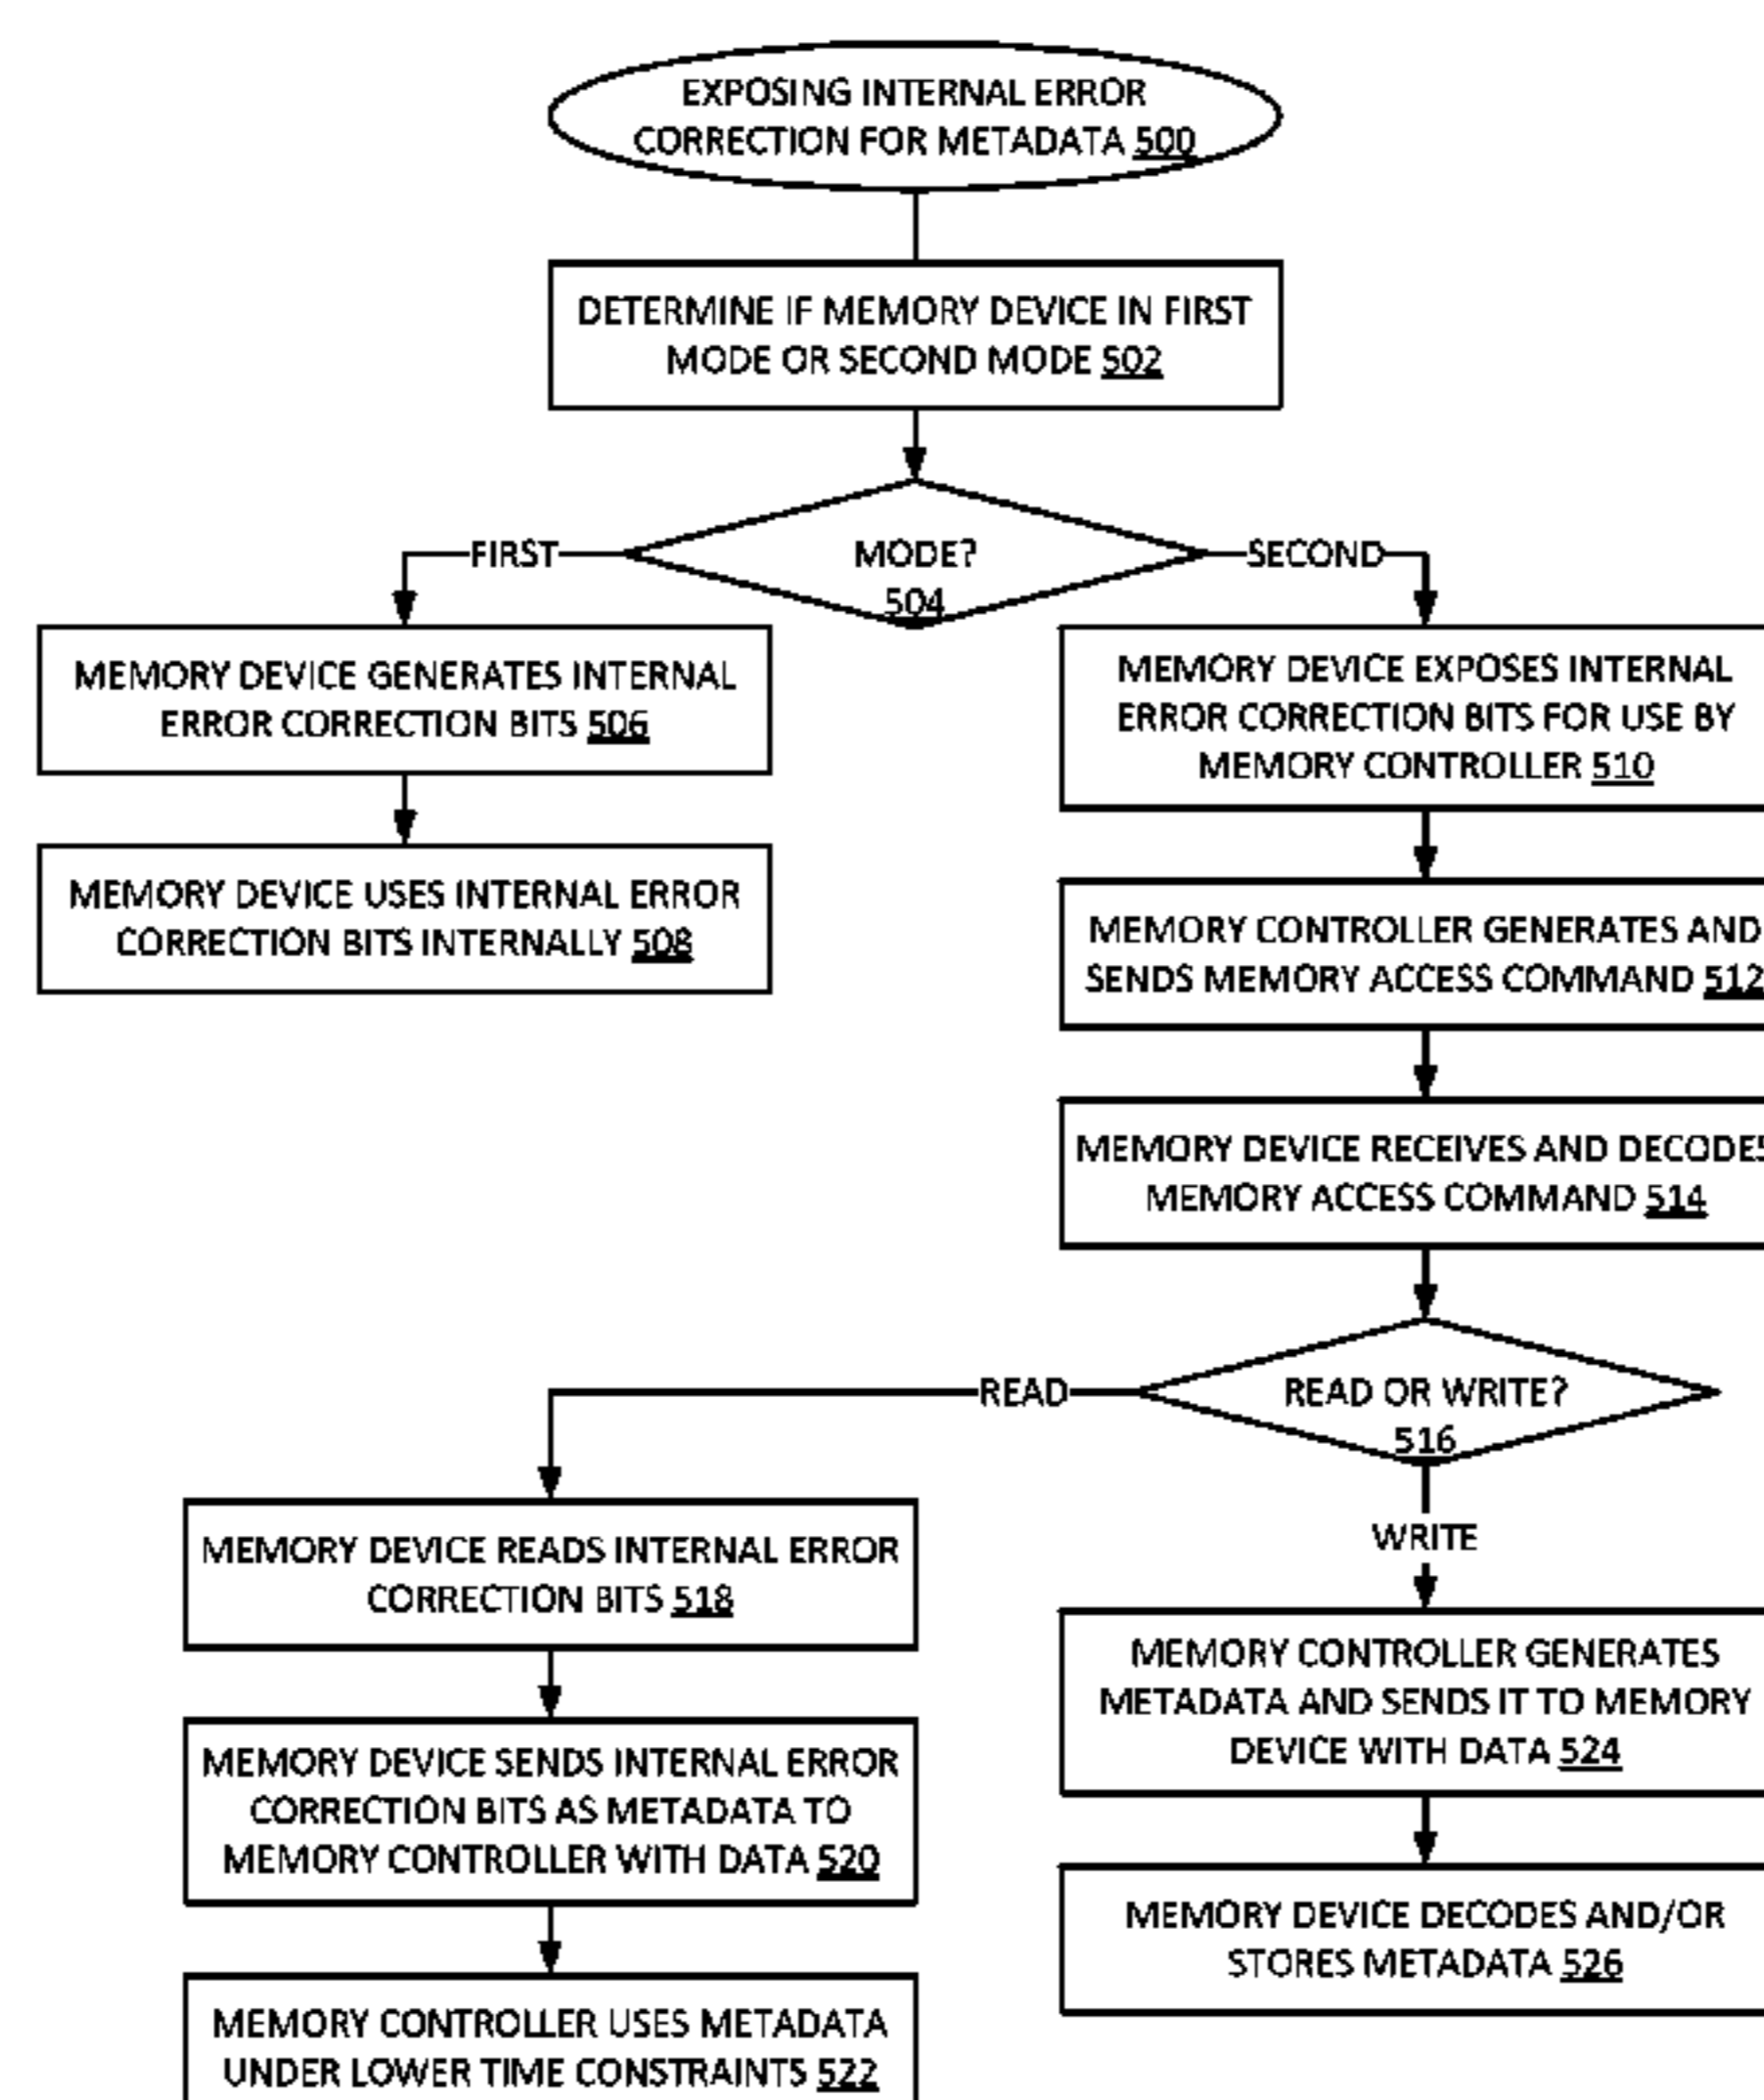 EXPOSING INTERNAL ERROR
CORRECTION FOR METADATA 500
DETERMINE IF MEMORY DEVICE IN FIRST
MODE OR SECOND MODE 502
FIRST
MODE?
504
SECOND
MEMORY DEVICE GENERATES INTERNAL
ERROR CORRECTION BITS 506
MEMORY DEVICE USES INTERNAL ERROR
CORRECTION BITS INTERNALLY 508
MEMORY DEVICE EXPOSES INTERNAL
ERROR CORRECTION BITS FOR USE BY
MEMORY CONTROLLER 510
MEMORY CONTROLLER GENERATES AND
SENDS MEMORY ACCESS COMMAND 512
MEMORY DEVICE RECEIVES AND DECODES
MEMORY ACCESS COMMAND 514
READ
READ OR WRITE?
516
WRITE
MEMORY DEVICE READS INTERNAL ERROR
CORRECTION BITS 518
MEMORY DEVICE SENDS INTERNAL ERROR
CORRECTION BITS AS METADATA TO
MEMORY CONTROLLER WITH DATA 520
MEMORY CONTROLLER USES METADATA
UNDER LOWER TIME CONSTRAINTS 522
MEMORY CONTROLLER GENERATES
METADATA AND SENDS IT TO MEMORY
DEVICE WITH DATA 524
MEMORY DEVICE DECODES AND/OR
STORES METADATA 526